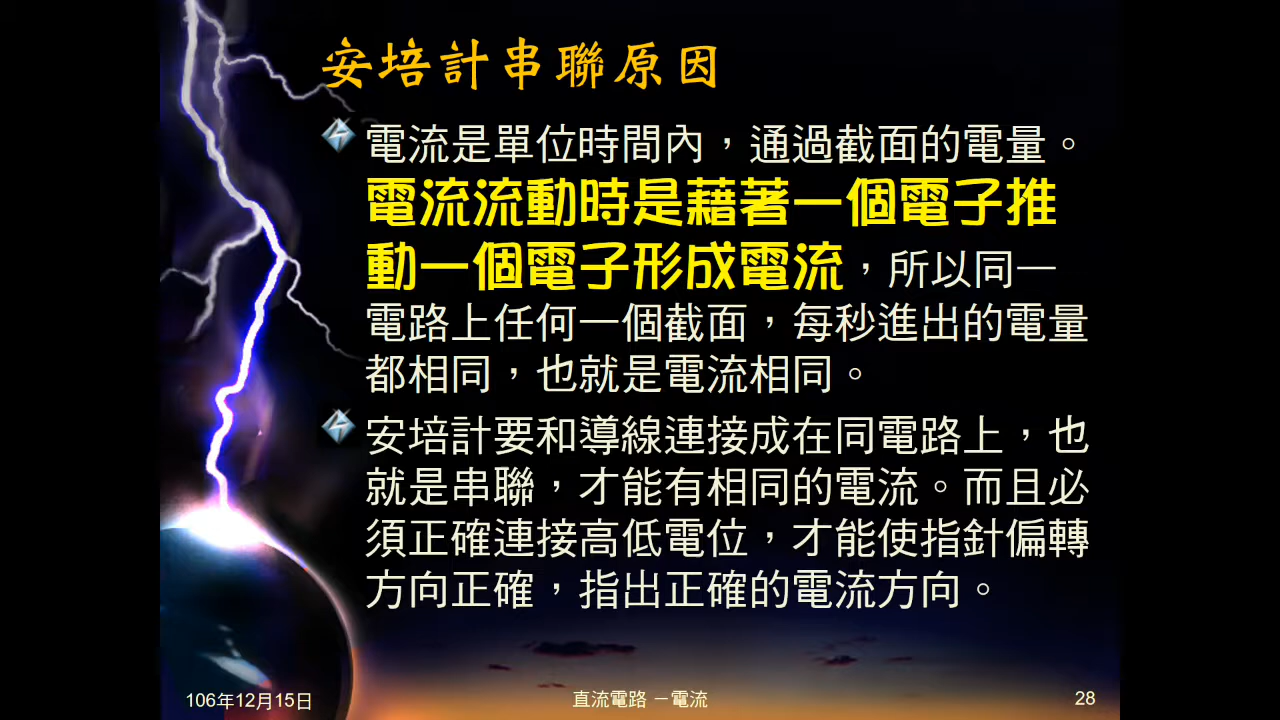 安培計串聯原因
電流是單位時間內，通過截面的電量。
電流流動時是藉著一個電子推
動一個電子形成電流，所以同一
電路上任何一個截面，每秒進出的電量
都相同，也就是電流相同。
安培計要和導線連接成在同電路上，也
就是串聯，才能有相同的電流。而且必
須正確連接高低電位，才能使指針偏轉
方向正確，指出正確的電流方向。
106年12月15日
直流電路 －電流
28